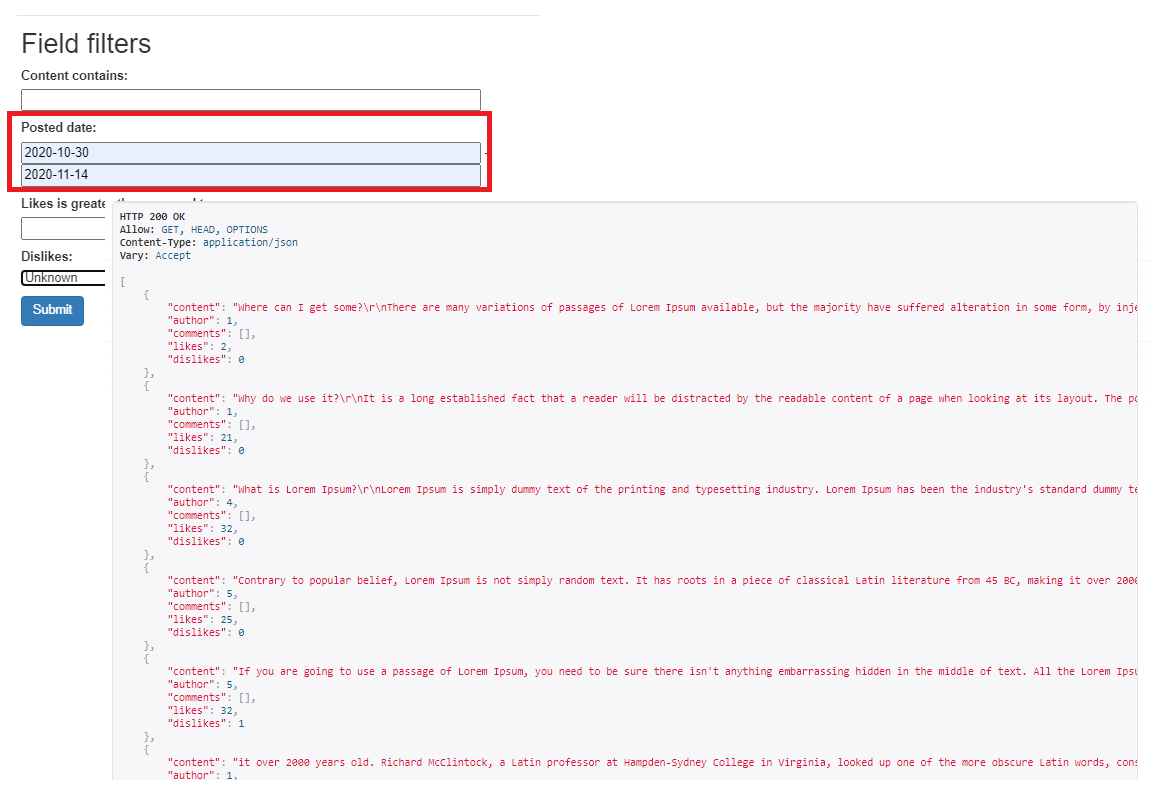 Field filters
Content contains:
Posted date:
2020-10-30 -
2020-11-14
Likes is greate
Dislikes:
Unknown
Submit
HTTP 200 OK
Allow: GET, HEAD, OPTIONS
Content-Type: application/json
Vary: Accept
[
{
"content": "Where can I get some?\r\nThere are many variations of passages of Lorem Ipsum available, but the majority have suffered alteration in some form, by inje
"author": 1,
"comments": [],
"likes": 2,
"dislikes": 0
},
{
"content": "Why do we use it?\r\nIt is a long established fact that a reader will be distracted by the readable content of a page when looking at its layout. The po
"author": 1,
"comments": [],
"likes": 21,
"dislikes": 0
},
{
"content": "What is Lorem Ipsum?\r\nLorem Ipsum is simply dummy text of the printing and typesetting industry. Lorem Ipsum has been the industry's standard dummy te
"author": 4,
"comments": [],
"likes": 32,
"dislikes": 0
},
{
"content": "Contrary to popular belief, Lorem Ipsum is not simply random text. It has roots in a piece of classical Latin literature from 45 BC, making it over 2000
"author": 5,
"comments": [],
"likes": 25,
"dislikes": 0
},
{
"content": "If you are going to use a passage of Lorem Ipsum, you need to be sure there isn't anything embarrassing hidden in the middle of text. All the Lorem Ipsu
"author": 5,
"comments": [],
"likes": 32,
"dislikes": 1
},
{
"content": "it over 2000 years old. Richard McClintock, a Latin professor at Hampden-Sydney College in Virginia, looked up one of the more obscure Latin words, cons
"author": 1,